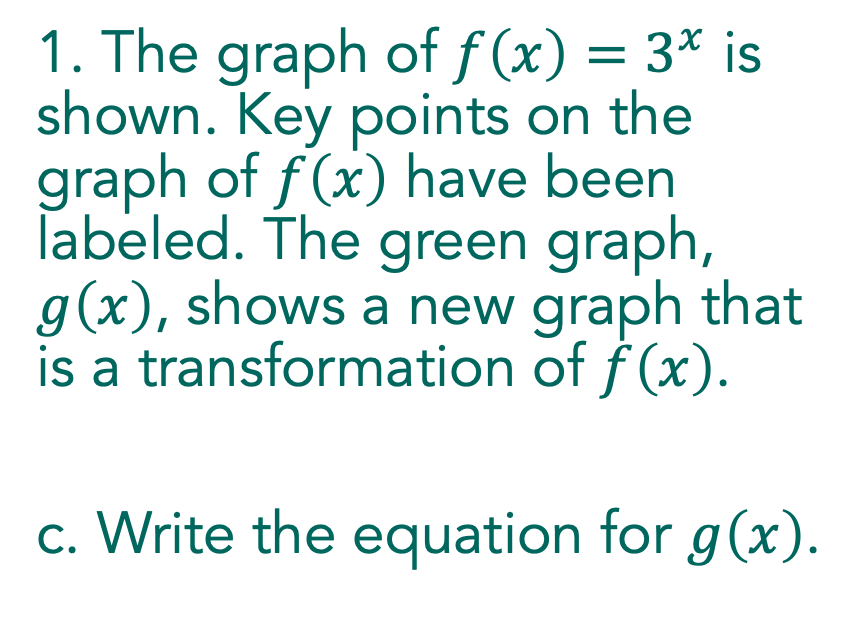 1. The graph of f(x) = 3ˣ is
shown. Key points on the
graph of f(x) have been
labeled. The green graph,
g(x), shows a new graph that
is a transformation of f(x).
c. Write the equation for g(x).